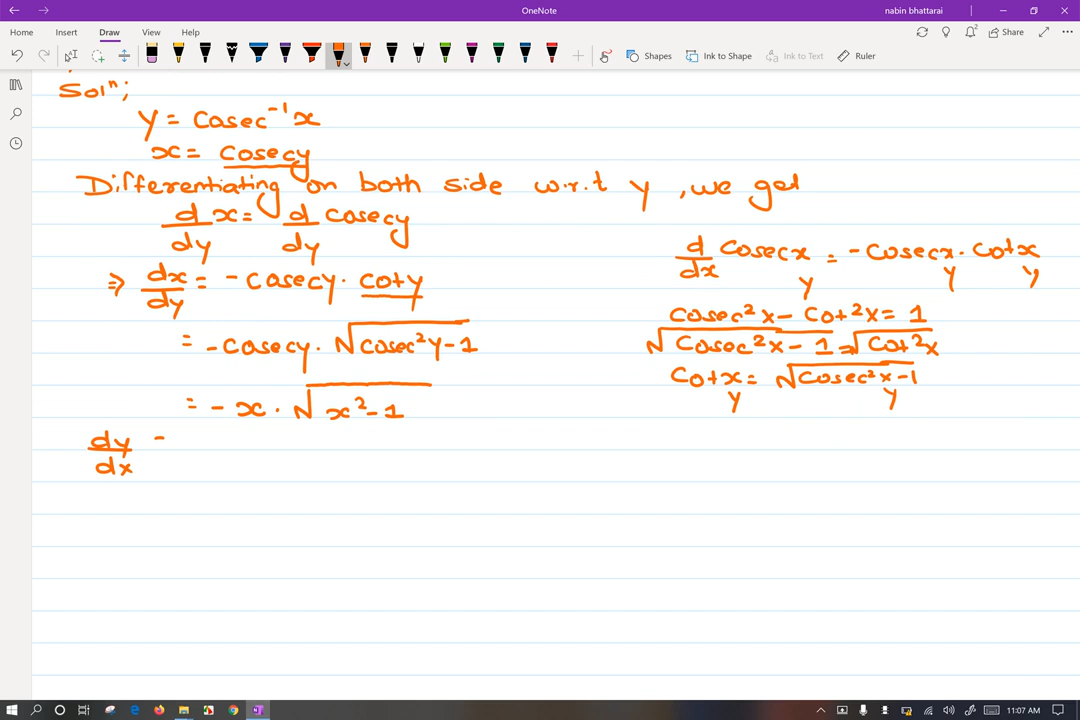 OneNote
nabin bhattarai
Home Insert Draw View Help
Share
Shapes Ink to Shape Ink to Text Ruler
Solⁿ;
y = Cosec⁻¹x
x = cosecy
Differentiating on both side w.r.t y, we get
d/dy x = d/dy cosecy
⇒ dx/dy = -cosecy · coty
= -cosecy · √(cosec²y-1)
= - x · √(x²-1)
dy/dx =
d/dx Cosecx = -Cosecx · Cotx
y y y
Cosec²x - Cot²x = 1
√(Cosec²x - 1) = √(Cot²x)
Cotx = √(Cosec²x-1)
y y
11:07 AM